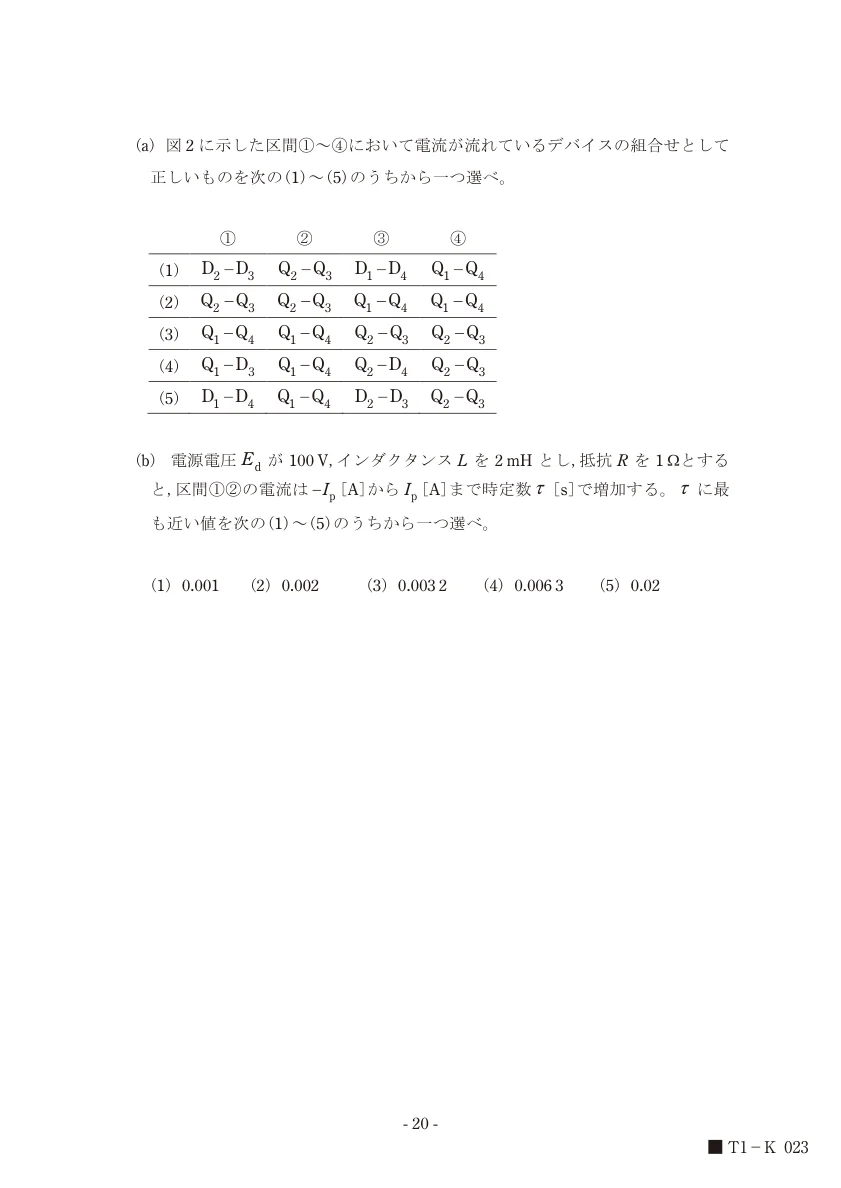 (a) 図2に示した区間①～④において電流が流れているデバイスの組合せとして
正しいものを次の(1)～(5)のうちから一つ選べ。
① ② ③ ④
(1) D₂－D₃ Q₂－Q₃ D₁－D₄ Q₁－Q₄
(2) Q₂－Q₃ Q₂－Q₃ Q₁－Q₄ Q₁－Q₄
(3) Q₁－Q₄ Q₁－Q₄ Q₂－Q₃ Q₂－Q₃
(4) Q₁－D₃ Q₁－Q₄ Q₂－D₄ Q₂－Q₃
(5) D₁－D₄ Q₁－Q₄ D₂－D₃ Q₂－Q₃
(b) 電源電圧 E_d が 100 V, インダクタンス L を 2 mH とし, 抵抗 R を 1 Ωとする
と, 区間①②の電流は −I_p [A]から I_p [A]まで時定数 τ [s]で増加する。 τ に最
も近い値を次の(1)～(5)のうちから一つ選べ。
(1) 0.001 (2) 0.002 (3) 0.003 2 (4) 0.006 3 (5) 0.02
- 20 -
■ T1－K 023